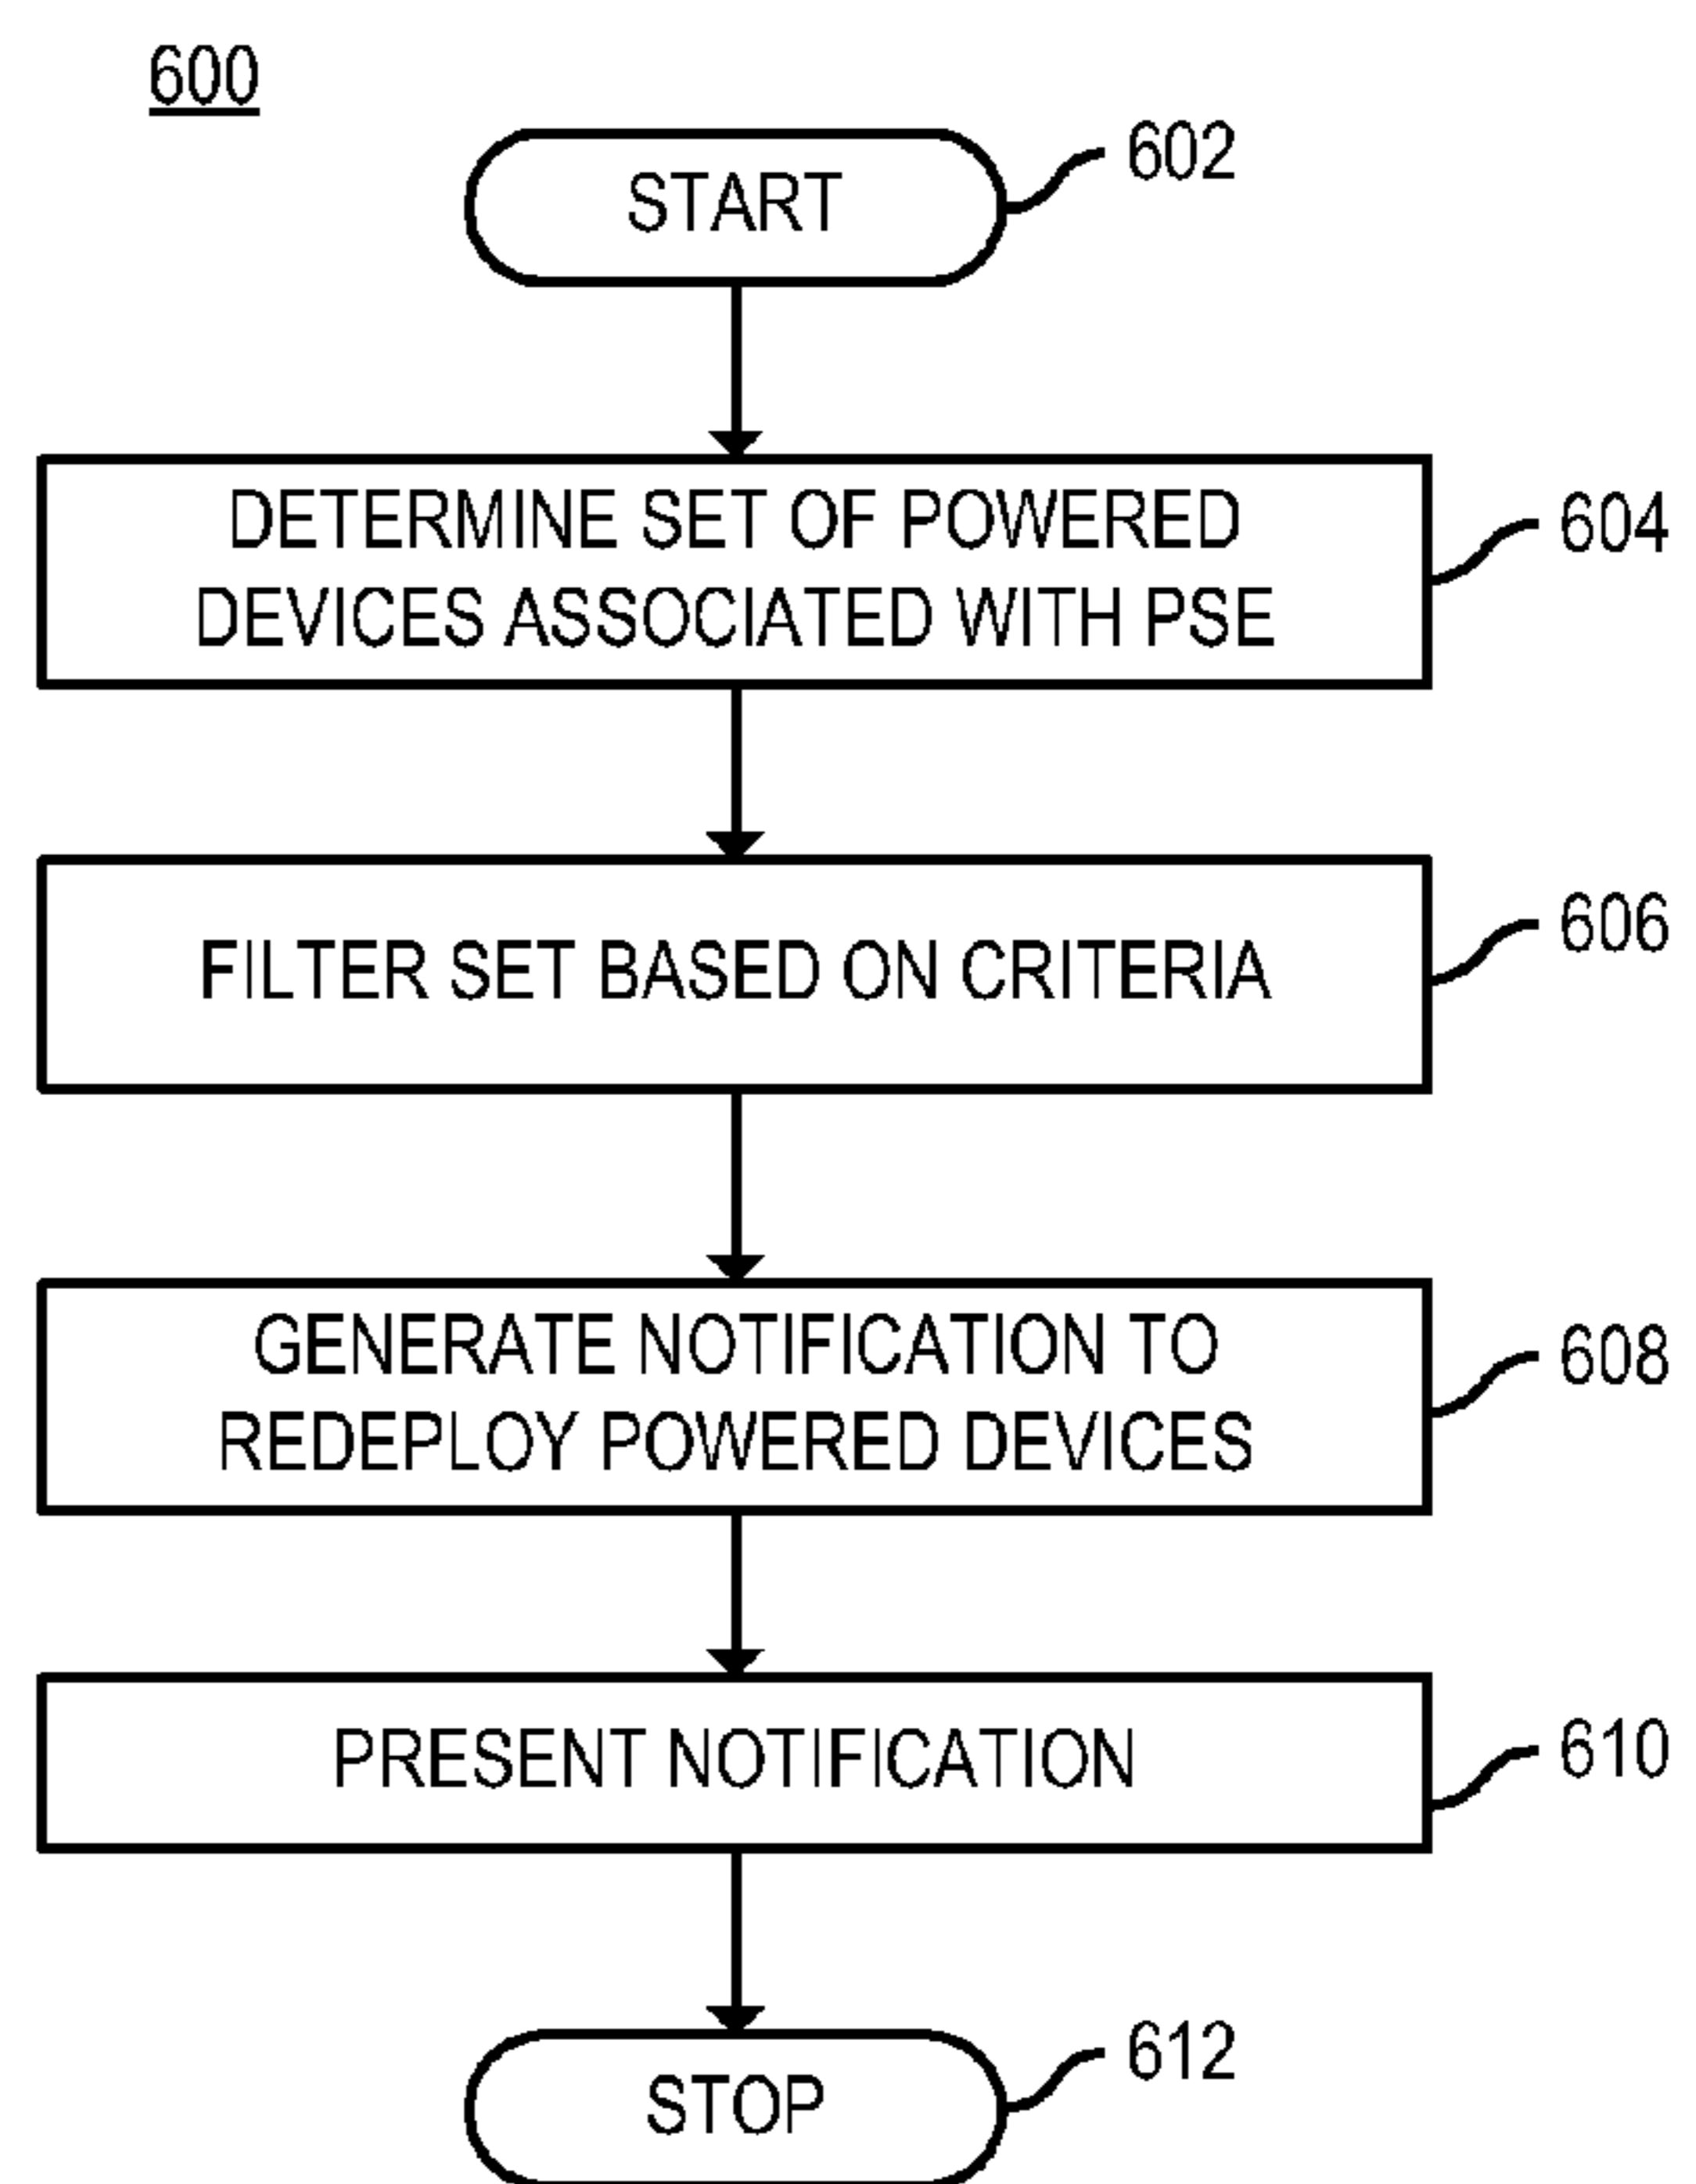 600
START
602
DETERMINE SET OF POWERED
DEVICES ASSOCIATED WITH PSE
604
FILTER SET BASED ON CRITERIA
606
GENERATE NOTIFICATION TO
REDEPLOY POWERED DEVICES
608
PRESENT NOTIFICATION
610
STOP
612